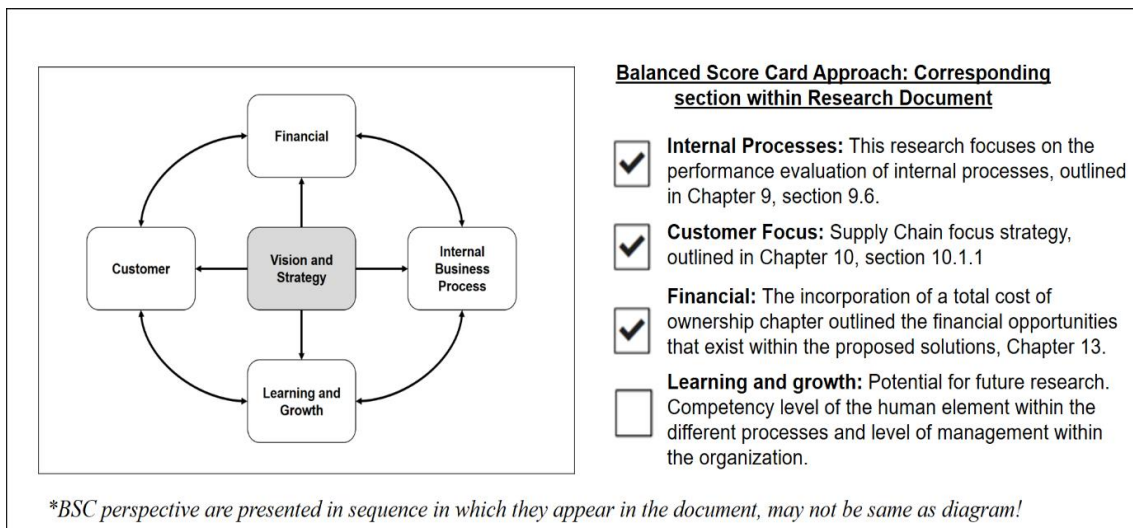 Financial
Customer
Vision and
Strategy
Internal
Business
Process
Learning and
Growth
Balanced Score Card Approach: Corresponding
section within Research Document
Internal Processes: This research focuses on the
performance evaluation of internal processes, outlined
in Chapter 9, section 9.6.
Customer Focus: Supply Chain focus strategy,
outlined in Chapter 10, section 10.1.1
Financial: The incorporation of a total cost of
ownership chapter outlined the financial opportunities
that exist within the proposed solutions, Chapter 13.
Learning and growth: Potential for future research.
Competency level of the human element within the
different processes and level of management within
the organization.
*BSC perspective are presented in sequence in which they appear in the document, may not be same as diagram!